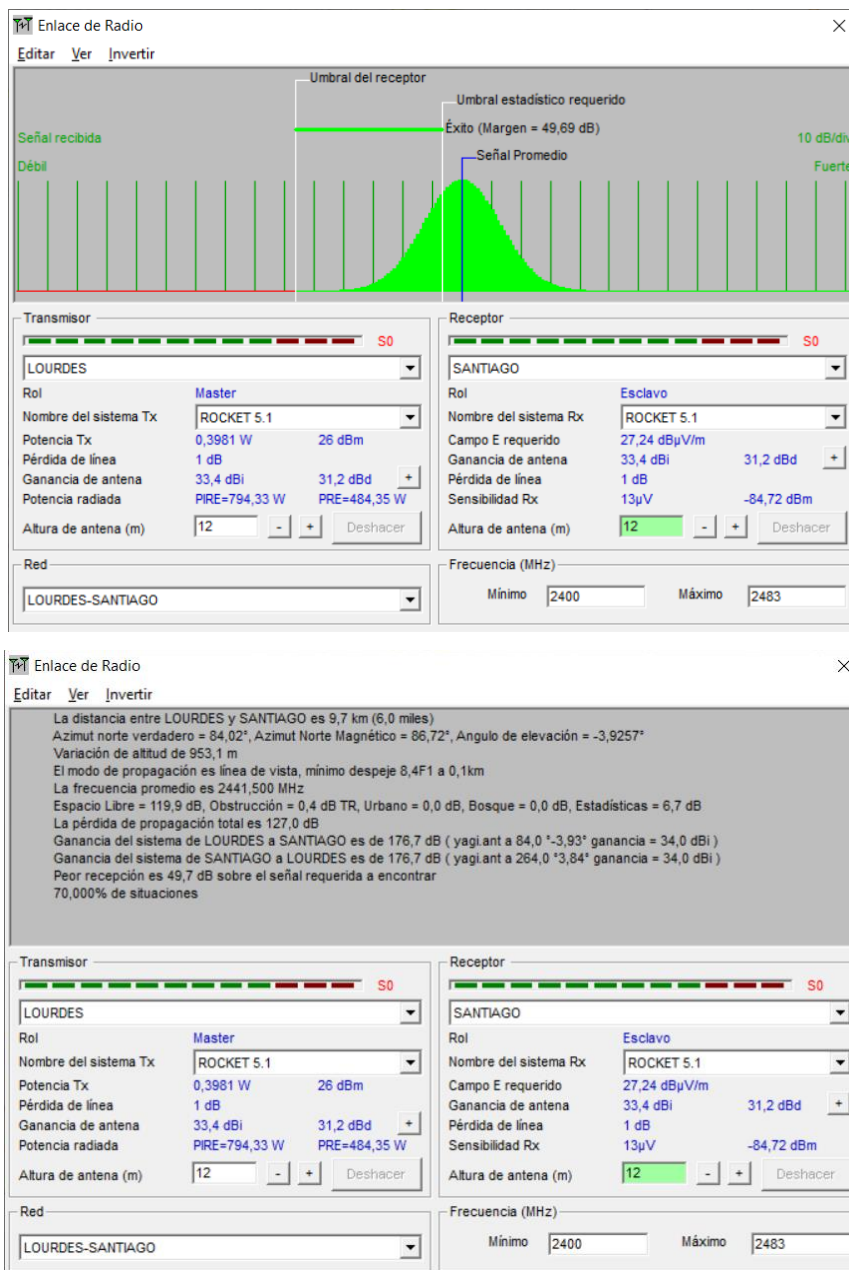 Enlace de Radio
Editar Ver Invertir
Umbral del receptor
Umbral estadístico requerido
Éxito (Margen = 49,69 dB)
Señal recibida
10 dB/div
Señal Promedio
Débil
Fuerte
Transmisor
S0
LOURDES
Rol Master
Nombre del sistema Tx ROCKET 5.1
Potencia Tx 0,3981 W 26 dBm
Pérdida de línea 1 dB
Ganancia de antena 33,4 dBi 31,2 dBd +
Potencia radiada PIRE=794,33 W PRE=484,35 W
Altura de antena (m) 12 - + Deshacer
Receptor
S0
SANTIAGO
Rol Esclavo
Nombre del sistema Rx ROCKET 5.1
Campo E requerido 27,24 dBµV/m
Ganancia de antena 33,4 dBi 31,2 dBd +
Pérdida de línea 1 dB
Sensibilidad Rx 13µV -84,72 dBm
Altura de antena (m) 12 - + Deshacer
Red
LOURDES-SANTIAGO
Frecuencia (MHz)
Mínimo 2400 Máximo 2483
Enlace de Radio
Editar Ver Invertir
La distancia entre LOURDES y SANTIAGO es 9,7 km (6,0 miles)
Azimut norte verdadero = 84,02°, Azimut Norte Magnético = 86,72°, Angulo de elevación = -3,9257°
Variación de altitud de 953,1 m
El modo de propagación es línea de vista, mínimo despeje 8,4F1 a 0,1km
La frecuencia promedio es 2441,500 MHz
Espacio Libre = 119,9 dB, Obstrucción = 0,4 dB TR, Urbano = 0,0 dB, Bosque = 0,0 dB, Estadísticas = 6,7 dB
La pérdida de propagación total es 127,0 dB
Ganancia del sistema de LOURDES a SANTIAGO es de 176,7 dB ( yagi.ant a 84,0 °-3,93° ganancia = 34,0 dBi )
Ganancia del sistema de SANTIAGO a LOURDES es de 176,7 dB ( yagi.ant a 264,0 °3,84° ganancia = 34,0 dBi )
Peor recepción es 49,7 dB sobre el señal requerida a encontrar
70,000% de situaciones
Transmisor
S0
LOURDES
Rol Master
Nombre del sistema Tx ROCKET 5.1
Potencia Tx 0,3981 W 26 dBm
Pérdida de línea 1 dB
Ganancia de antena 33,4 dBi 31,2 dBd +
Potencia radiada PIRE=794,33 W PRE=484,35 W
Altura de antena (m) 12 - + Deshacer
Receptor
S0
SANTIAGO
Rol Esclavo
Nombre del sistema Rx ROCKET 5.1
Campo E requerido 27,24 dBµV/m
Ganancia de antena 33,4 dBi 31,2 dBd +
Pérdida de línea 1 dB
Sensibilidad Rx 13µV -84,72 dBm
Altura de antena (m) 12 - + Deshacer
Red
LOURDES-SANTIAGO
Frecuencia (MHz)
Mínimo 2400 Máximo 2483